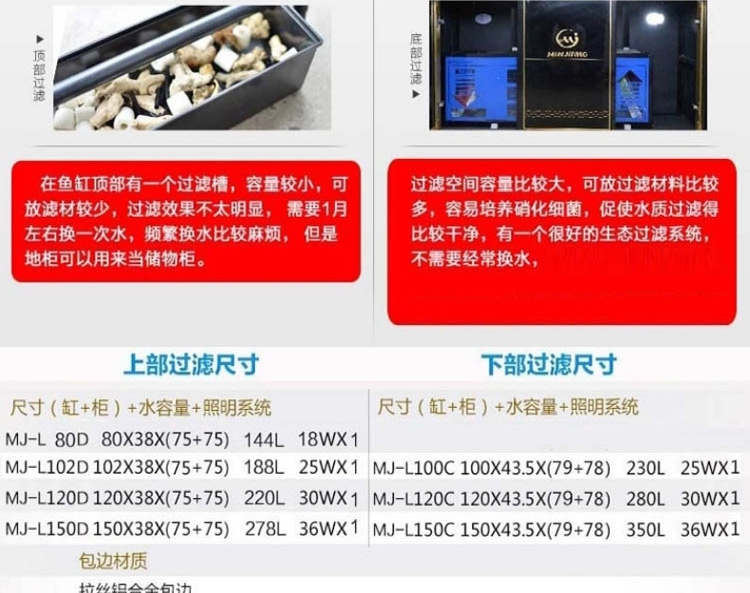 ▶顶部过滤
底部过滤▶
MINJIANG
在鱼缸顶部有一个过滤槽，容量较小，可
放滤材较少，过滤效果不太明显， 需要1月
左右换一次水，频繁换水比较麻烦， 但是
地柜可以用来当储物柜。
过滤空间容量比较大，可放过滤材料比较
多，容易培养硝化细菌，促使水质过滤得
比较干净，有一个很好的生态过滤系统，
不需要经常换水，
上部过滤尺寸
尺寸（缸+柜）+水容量+照明系统
MJ-L 80D 80X38X(75+75) 144L 18WX1
MJ-L102D 102X38X(75+75) 188L 25WX1
MJ-L120D 120X38X(75+75) 220L 30WX1
MJ-L150D 150X38X(75+75) 278L 36WX1
包边材质
拉丝铝合金包边
下部过滤尺寸
尺寸（缸+柜）+水容量+照明系统
MJ-L100C 100X43.5X(79+78) 230L 25WX1
MJ-L120C 120X43.5X(79+78) 280L 30WX1
MJ-L150C 150X43.5X(79+78) 350L 36WX1